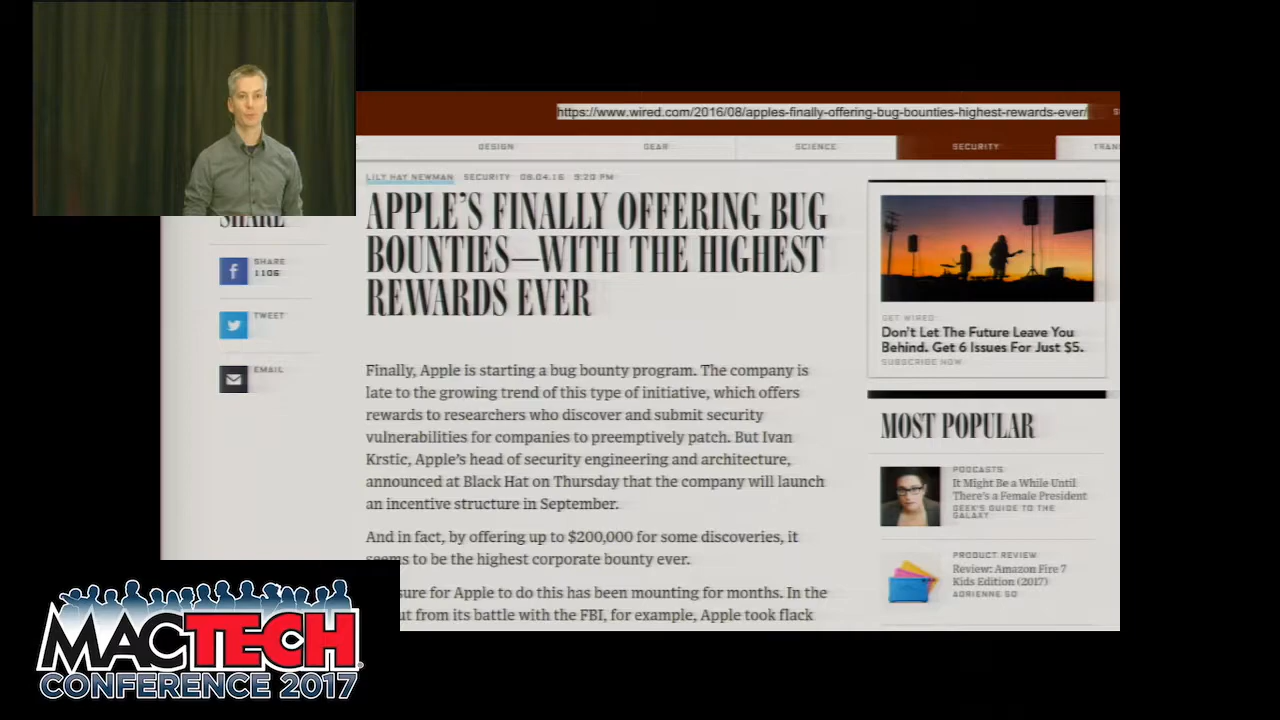 https://www.wired.com/2016/08/apples-finally-offering-bug-bounties-highest-rewards-ever/
DESIGN
GEAR
SCIENCE
SECURITY
LILY HAY NEWMAN SECURITY 08.04.16 9:20 PM
APPLE'S FINALLY OFFERING BUG
BOUNTIES—WITH THE HIGHEST
REWARDS EVER
SHARE
SHARE
1106
TWEET
EMAIL
Finally, Apple is starting a bug bounty program. The company is
late to the growing trend of this type of initiative, which offers
rewards to researchers who discover and submit security
vulnerabilities for companies to preemptively patch. But Ivan
Krstic, Apple's head of security engineering and architecture,
announced at Black Hat on Thursday that the company will launch
an incentive structure in September.
And in fact, by offering up to $200,000 for some discoveries, it
seems to be the highest corporate bounty ever.
sure for Apple to do this has been mounting for months. In the
ut from its battle with the FBI, for example, Apple took flack
GET WIRED
Don't Let The Future Leave You
Behind. Get 6 Issues For Just $5.
SUBSCRIBE NOW
MOST POPULAR
PODCASTS
It Might Be a While Until
There's a Female President
GEEK'S GUIDE TO THE
GALAXY
PRODUCT REVIEW
Review: Amazon Fire 7
Kids Edition (2017)
ADRIENNE SO
MACTECH
CONFERENCE 2017